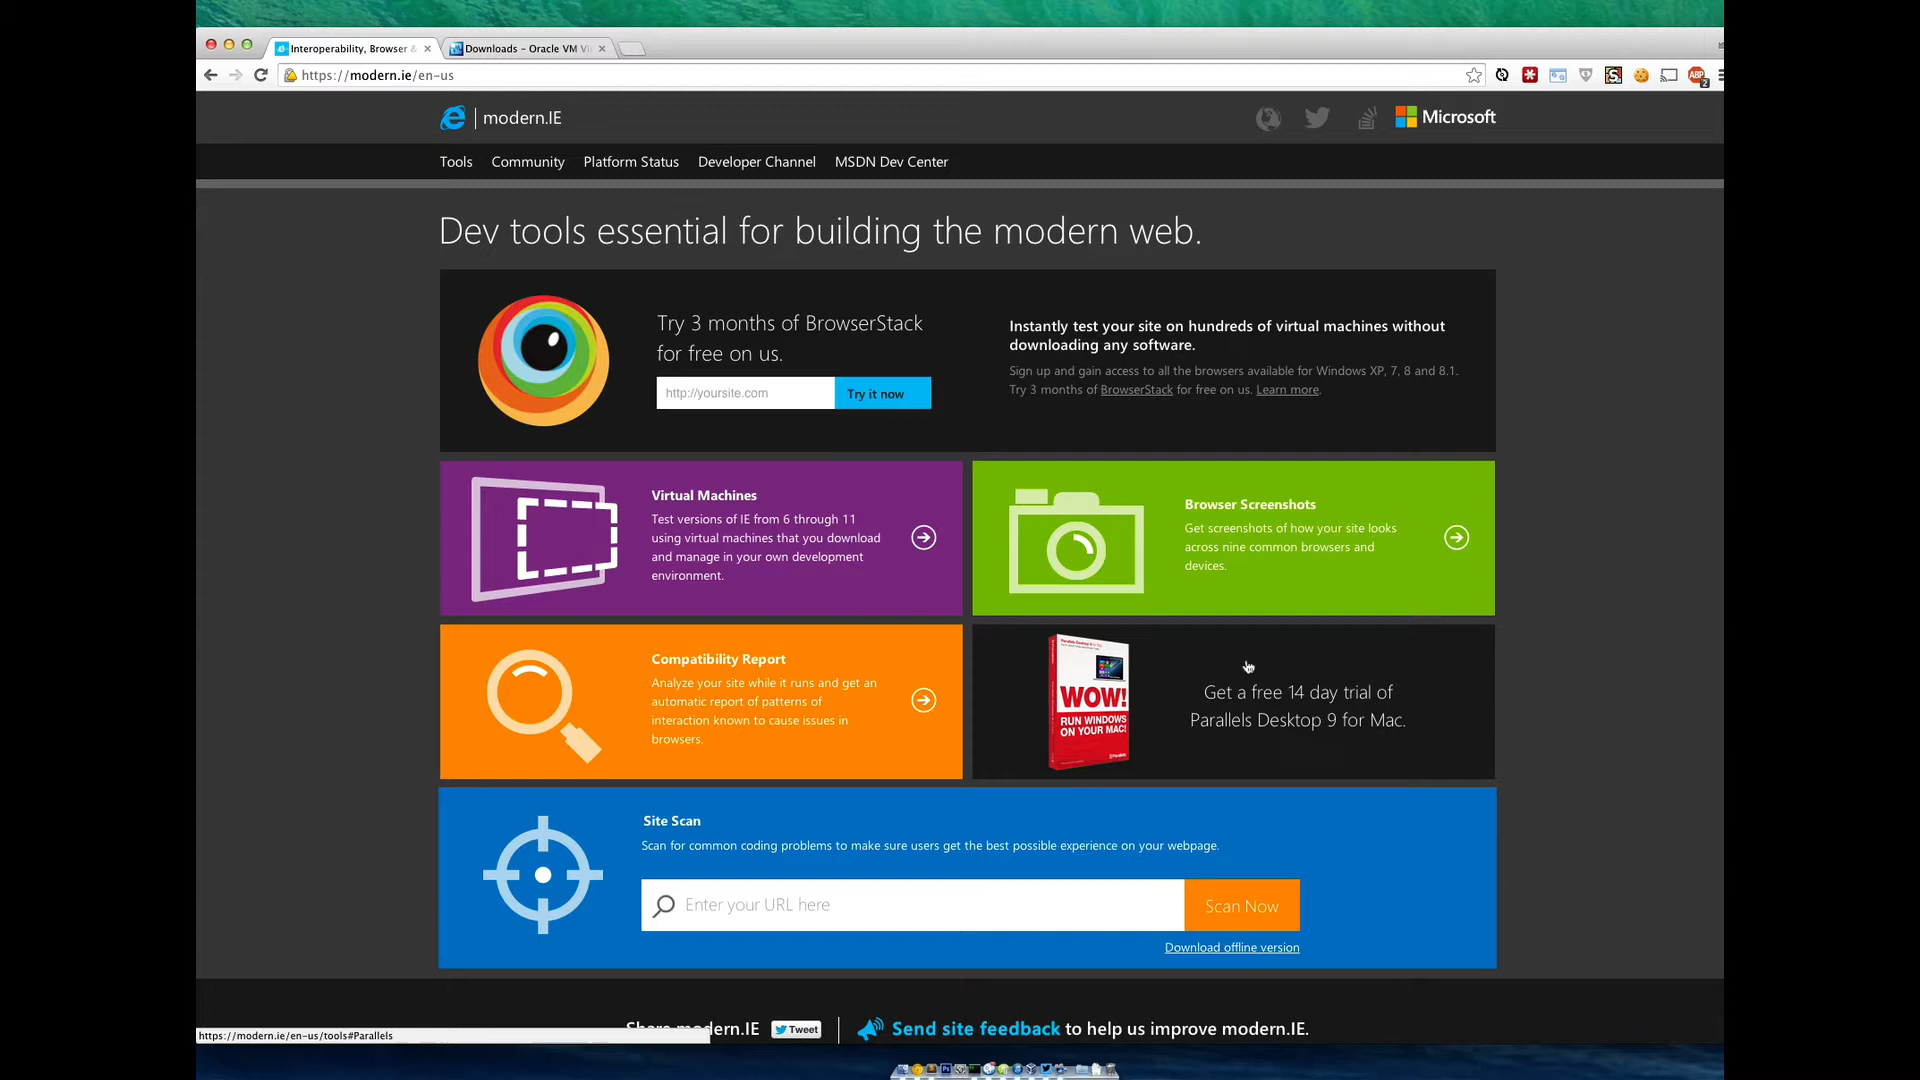 Interoperability, Browser &
Downloads – Oracle VM
https://modern.ie/en-us
modern.IE
Microsoft
Tools Community Platform Status Developer Channel MSDN Dev Center
Dev tools essential for building the modern web.
Try 3 months of BrowserStack
for free on us.
http://yoursite.com
Try it now
Instantly test your site on hundreds of virtual machines without
downloading any software.
Sign up and gain access to all the browsers available for Windows XP, 7, 8 and 8.1.
Try 3 months of BrowserStack for free on us. Learn more.
Virtual Machines
Test versions of IE from 6 through 11
using virtual machines that you download
and manage in your own development
environment.
Browser Screenshots
Get screenshots of how your site looks
across nine common browsers and
devices.
Compatibility Report
Analyze your site while it runs and get an
automatic report of patterns of
interaction known to cause issues in
browsers.
WOW!
RUN WINDOWS
ON YOUR MAC!
Get a free 14 day trial of
Parallels Desktop 9 for Mac.
Site Scan
Scan for common coding problems to make sure users get the best possible experience on your webpage.
Enter your URL here
Scan Now
Download offline version
Share modern.IE
Tweet
Send site feedback to help us improve modern.IE.
https://modern.ie/en-us/tools#Parallels